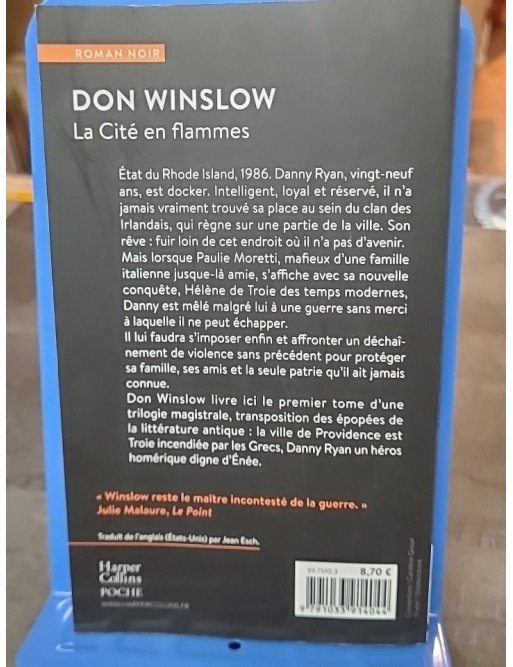 ROMAN NOIR
DON WINSLOW
La Cité en flammes
État du Rhode Island, 1986. Danny Ryan, vingt-neuf
ans, est docker. Intelligent, loyal et réservé, il n'a
jamais vraiment trouvé sa place au sein du clan des
Irlandais, qui règne sur une partie de la ville. Son
rêve : fuir loin de cet endroit où il n'a pas d'avenir.
Mais lorsque Paulie Moretti, mafieux d'une famille
italienne jusque-là amie, s'affiche avec sa nouvelle
conquête, Hélène de Troie des temps modernes,
Danny est mêlé malgré lui à une guerre sans merci
à laquelle il ne peut échapper.
Il lui faudra s'imposer enfin et affronter un déchaî-
nement de violence sans précédent pour protéger
sa famille, ses amis et la seule patrie qu'il ait jamais
connue.
Don Winslow livre ici le premier tome d'une
trilogie magistrale, transposition des épopées de
la littérature antique : la ville de Providence est
Troie incendiée par les Grecs, Danny Ryan un héros
homérique digne d'Énée.
« Winslow reste le maître incontesté de la guerre. »
Julie Malaure, Le Point
Traduit de l'anglais (États-Unis) par Jean Esch.
Harper
Collins
POCHE
WWW.HARPERCOLLINS.FR
8,70 €
9 791033 914044